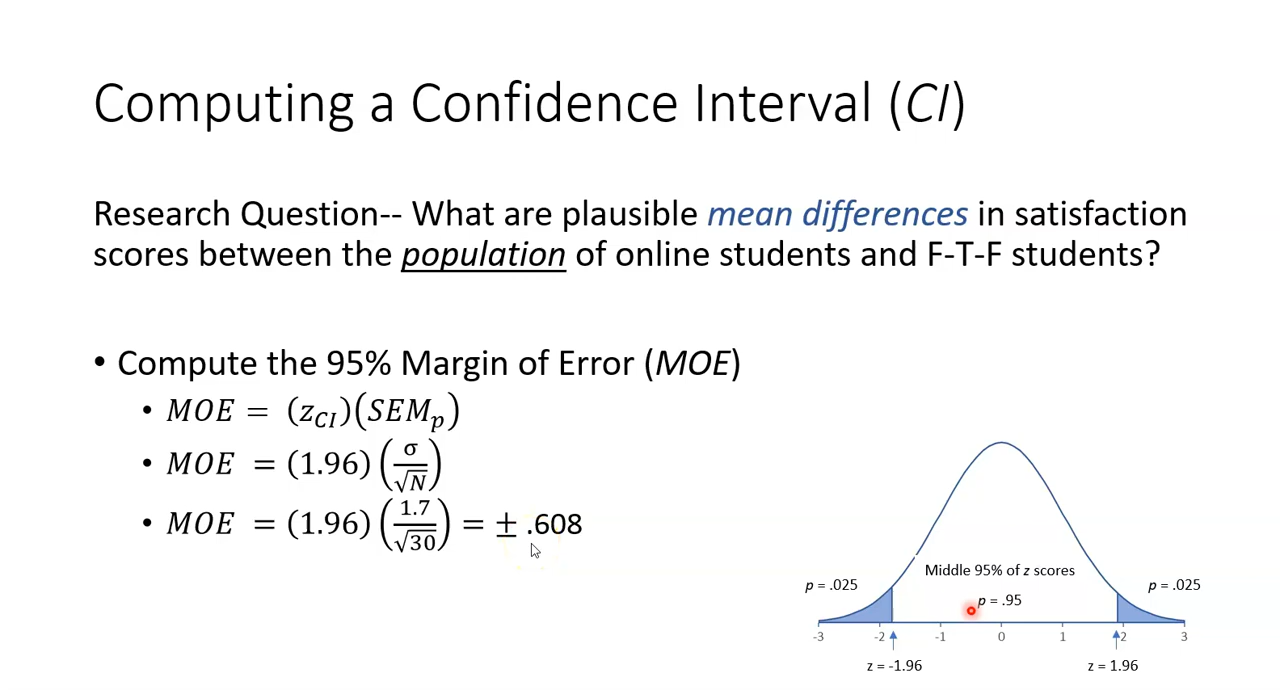 Computing a Confidence Interval (CI)
Research Question-- What are plausible mean differences in satisfaction
scores between the population of online students and F-T-F students?
• Compute the 95% Margin of Error (MOE)
• MOE = (z_CI)(SEM_p)
• MOE = (1.96)(σ/√N)
• MOE = (1.96)(1.7/√30) = ± .608
Middle 95% of z scores
p = .025
p = .95
p = .025
-3 -2 -1 0 1 2 3
z = -1.96
z = 1.96